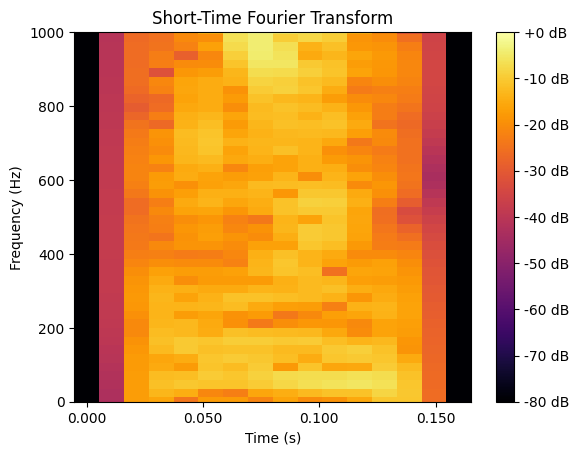 Short-Time Fourier Transform
Frequency (Hz)
1000
800
600
400
200
0
0.000
0.050
0.100
0.150
Time (s)
+0 dB
-10 dB
-20 dB
-30 dB
-40 dB
-50 dB
-60 dB
-70 dB
-80 dB